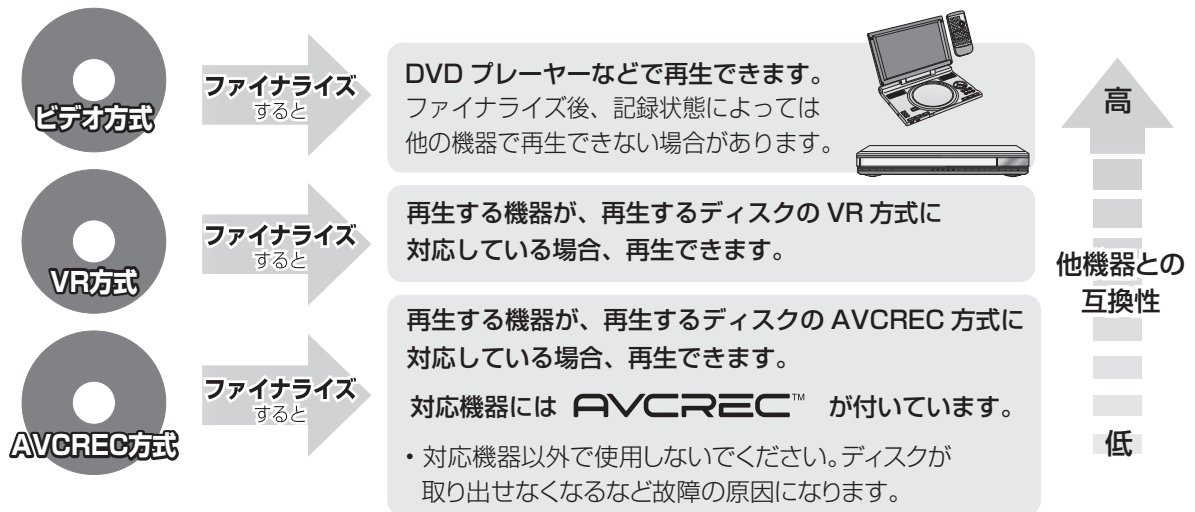 ビデオ方式
ファイナライズ
すると
DVD プレーヤーなどで再生できます。
ファイナライズ後、記録状態によっては
他の機器で再生できない場合があります。
VR方式
ファイナライズ
すると
再生する機器が、再生するディスクの VR 方式に
対応している場合、再生できます。
AVCREC方式
ファイナライズ
すると
再生する機器が、再生するディスクの AVCREC 方式に
対応している場合、再生できます。
対応機器には AVCREC™ が付いています。
・対応機器以外で使用しないでください。ディスクが
取り出せなくなるなど故障の原因になります。
高
他機器との
互換性
低